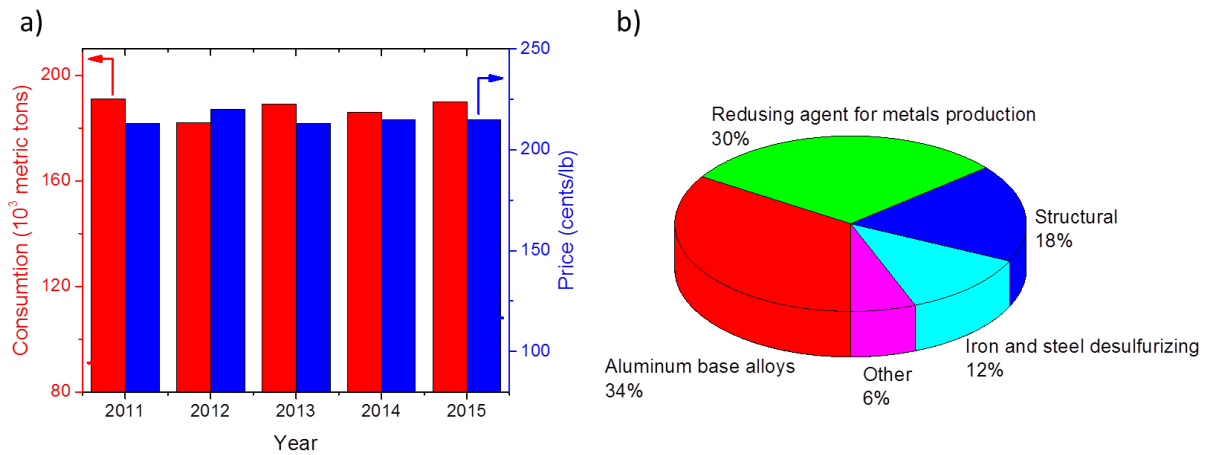 a)
200
160
120
80
Consumtion (10³ metric tons)
2011
2012
2013
2014
2015
Year
250
200
150
100
Price (cents/lb)
b)
Redusing agent for metals production
30%
Structural
18%
Iron and steel desulfurizing
12%
Other
6%
Aluminum base alloys
34%